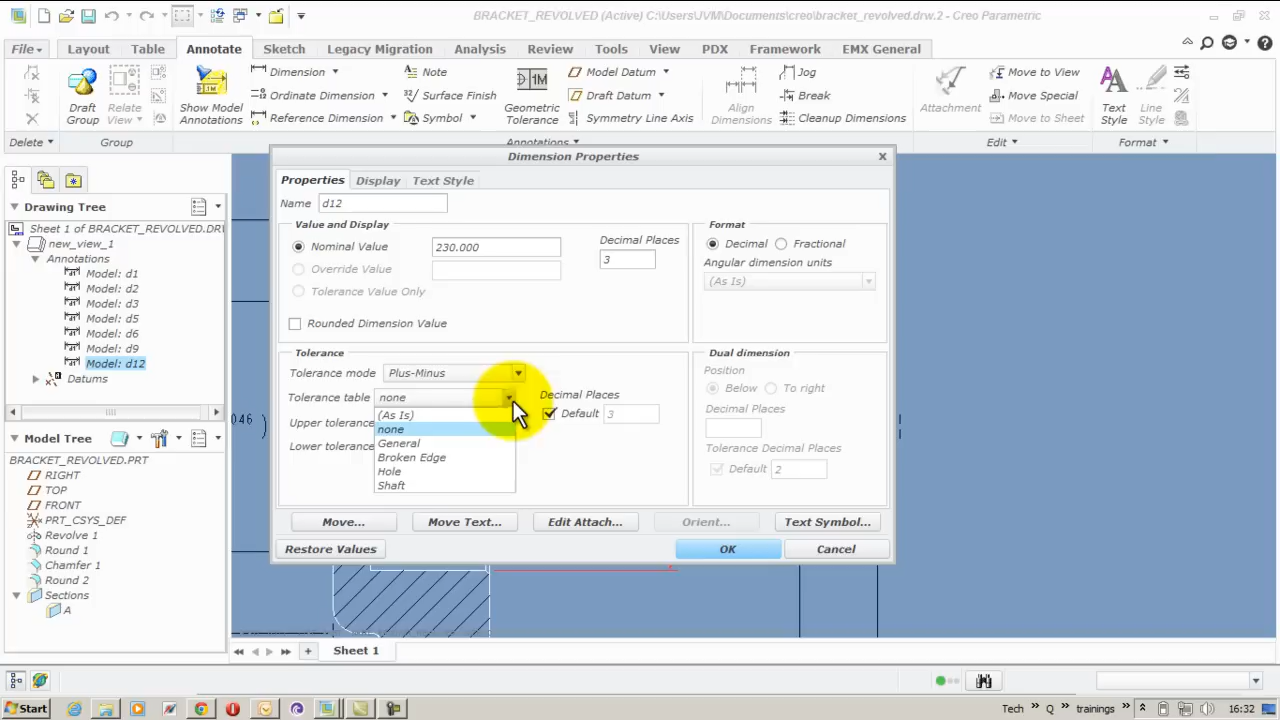 BRACKET_REVOLVED (Active) C:\Users\JVM\Documents\creo\bracket_revolved.drw.2 - Creo Parametric
File Layout Table Annotate Sketch Legacy Migration Analysis Review Tools View PDX Framework EMX General
Dimension Note Model Datum Jog Move to View
Ordinate Dimension Surface Finish Draft Datum Break Move Special
Reference Dimension Symbol Symmetry Line Axis Cleanup Dimensions Move to Sheet
Draft Group
Relate View
Show Model Annotations
Geometric Tolerance
Align Dimensions
Attachment
Text Style
Line Style
Delete Group Annotations Edit Format
Dimension Properties
Properties Display Text Style
Name d12
Value and Display
Nominal Value 230.000
Override Value
Tolerance Value Only
Decimal Places
3
Rounded Dimension Value
Format
Decimal Fractional
Angular dimension units
(As Is)
Tolerance
Tolerance mode Plus-Minus
Tolerance table none
Upper tolerance
Lower tolerance
(As Is)
none
General
Broken Edge
Hole
Shaft
Decimal Places
Default 3
Dual dimension
Position
Below To right
Decimal Places
Tolerance Decimal Places
Default 2
Move... Move Text... Edit Attach... Orient... Text Symbol...
Restore Values OK Cancel
Drawing Tree
Sheet 1 of BRACKET_REVOLVED.DRW
new_view_1
Annotations
Model: d1
Model: d2
Model: d3
Model: d5
Model: d6
Model: d9
Model: d12
Datums
Model Tree
BRACKET_REVOLVED.PRT
RIGHT
TOP
FRONT
PRT_CSYS_DEF
Revolve 1
Round 1
Chamfer 1
Round 2
Sections
A
046 )
Sheet 1
Start Tech » Q » trainings » 16:32